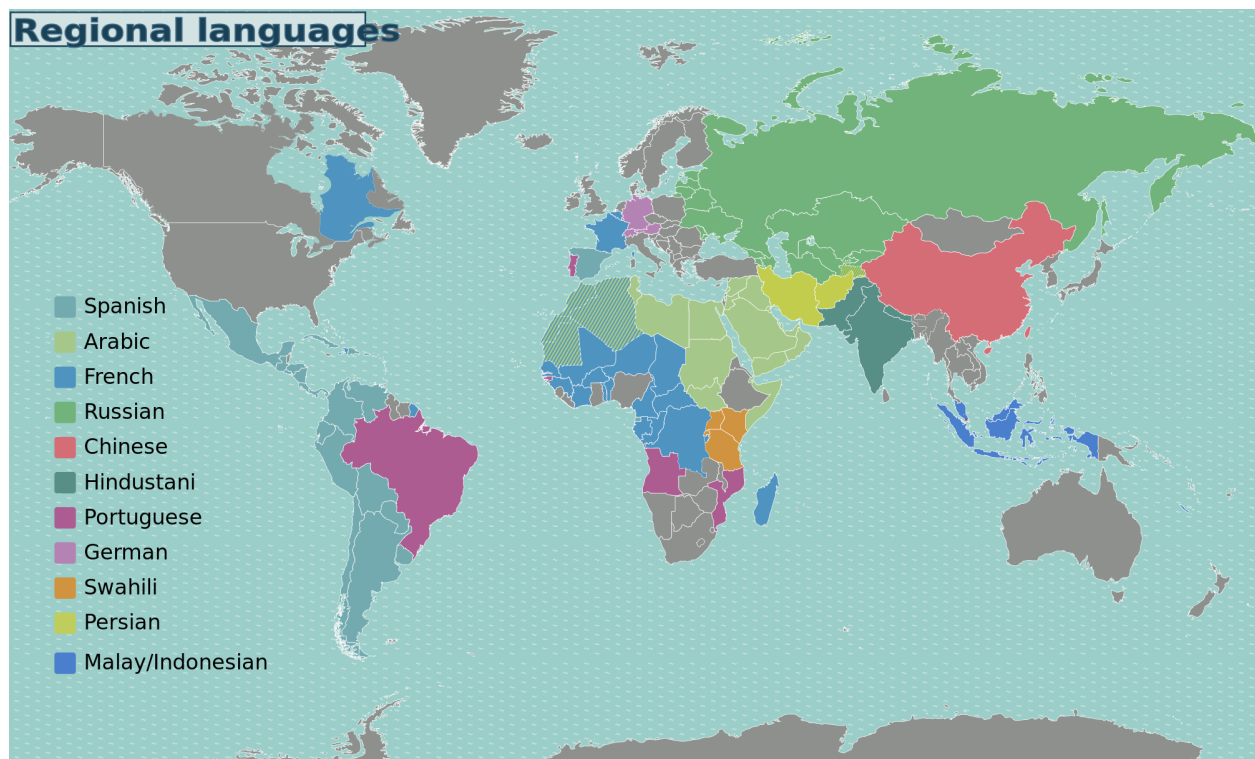 Regional languages
Spanish
Arabic
French
Russian
Chinese
Hindustani
Portuguese
German
Swahili
Persian
Malay/Indonesian